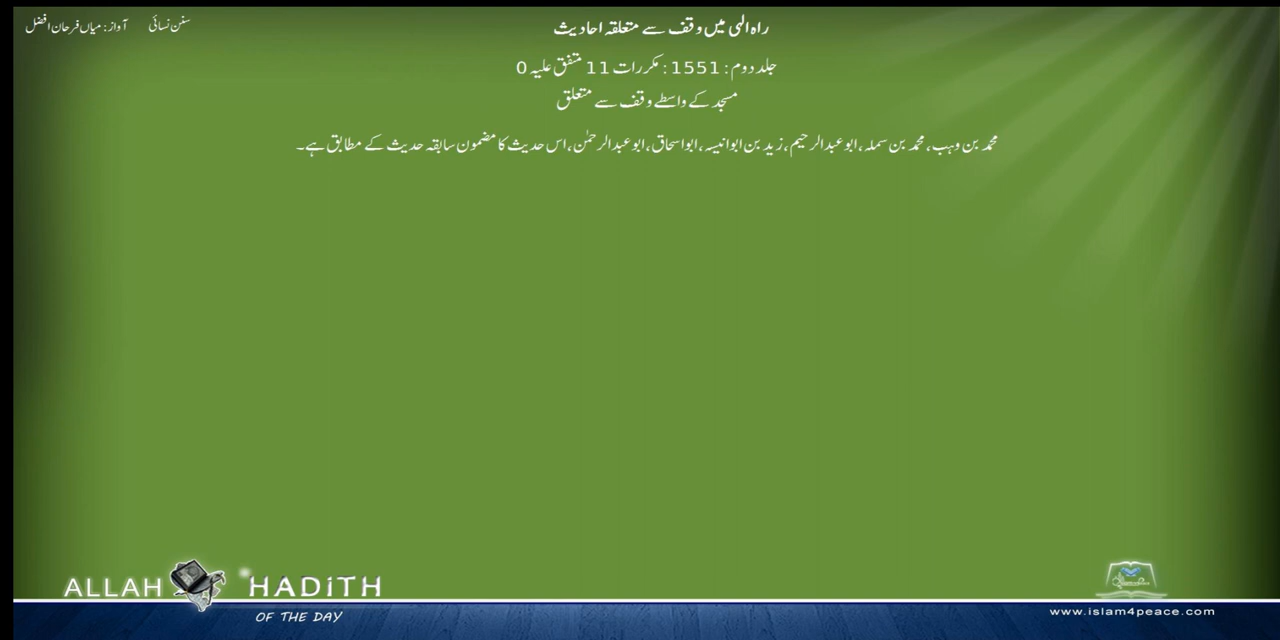 راہ الہی میں وقف سے متعلقہ احادیث
سنن نسائی آواز: میاں فرحان افضل
جلد دوم : 1551 : مکررات 11 متفق علیہ 0
مسجد کے واسطے وقف سے متعلق
محمد بن وہب، محمد بن سملہ، ابوعبدالرحیم، زید بن ابوانیسہ، ابواسحاق، ابوعبدالرحمٰن، اس حدیث کا مضمون سابقہ حدیث کے مطابق ہے۔
ALLAH HADITH
OF THE DAY
www.islam4peace.com